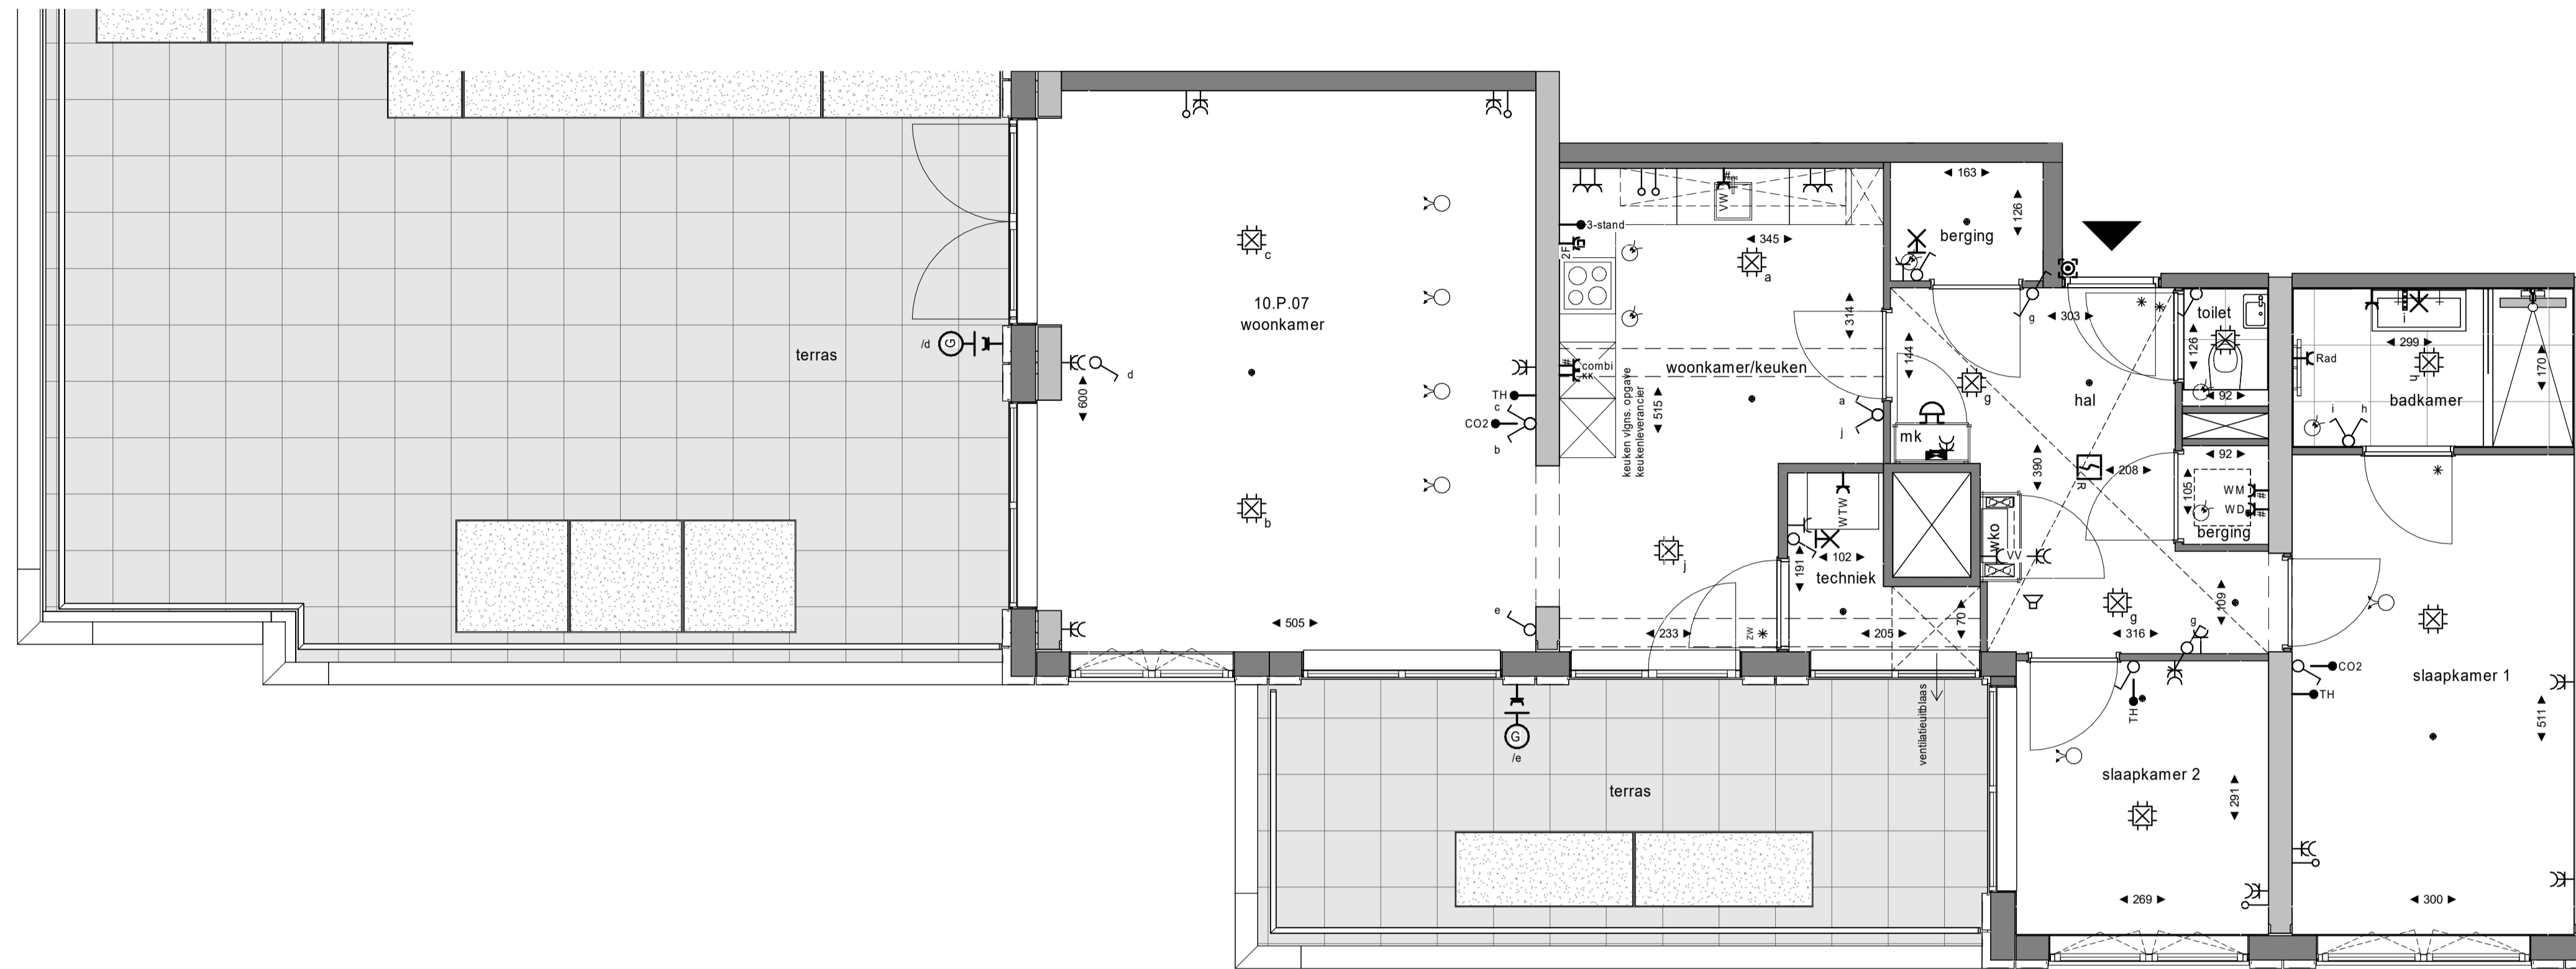 terras
/d
G
c
10.P.07
woonkamer
b
d
◄ 600 ►
TH
c
CO2
b
e
◄ 505 ►
3-stand
2F
VW
◄ 345 ►
a
combi
KK
keuken vlgns. opgave
keukenleverancier
woonkamer/keuken
◄ 515 ►
◄ 314 ►
a
j
j
◄ 233 ►
zw
◄ 163 ►
◄ 126 ►
berging
◄ 144 ►
mk
g
g
◄ 303 ►
hal
◄ 390 ►
R
◄ 208 ►
WTW
◄ 102 ►
◄ 191 ►
techniek
◄ 205 ►
◄ 70 ►
wko
VV
g
◄ 316 ►
◄ 109 ►
g
toilet
◄ 126 ►
◄ 92 ►
◄ 92 ►
◄ 105 ►
WM
WD
berging
i
◄ 299 ►
h
Rad
◄ 170 ►
badkamer
i
h
CO2
TH
slaapkamer 1
◄ 511 ►
◄ 300 ►
TH
slaapkamer 2
◄ 291 ►
◄ 269 ►
G
/e
terras
ventilatieuitblaas